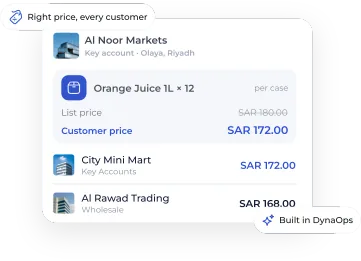 Right price, every customer
Al Noor Markets
Key account · Olaya, Riyadh
Orange Juice 1L × 12 per case
List price SAR 180.00
Customer price SAR 172.00
City Mini Mart SAR 172.00
Key Accounts
Al Rawad Trading SAR 168.00
Wholesale
Built in DynaOps